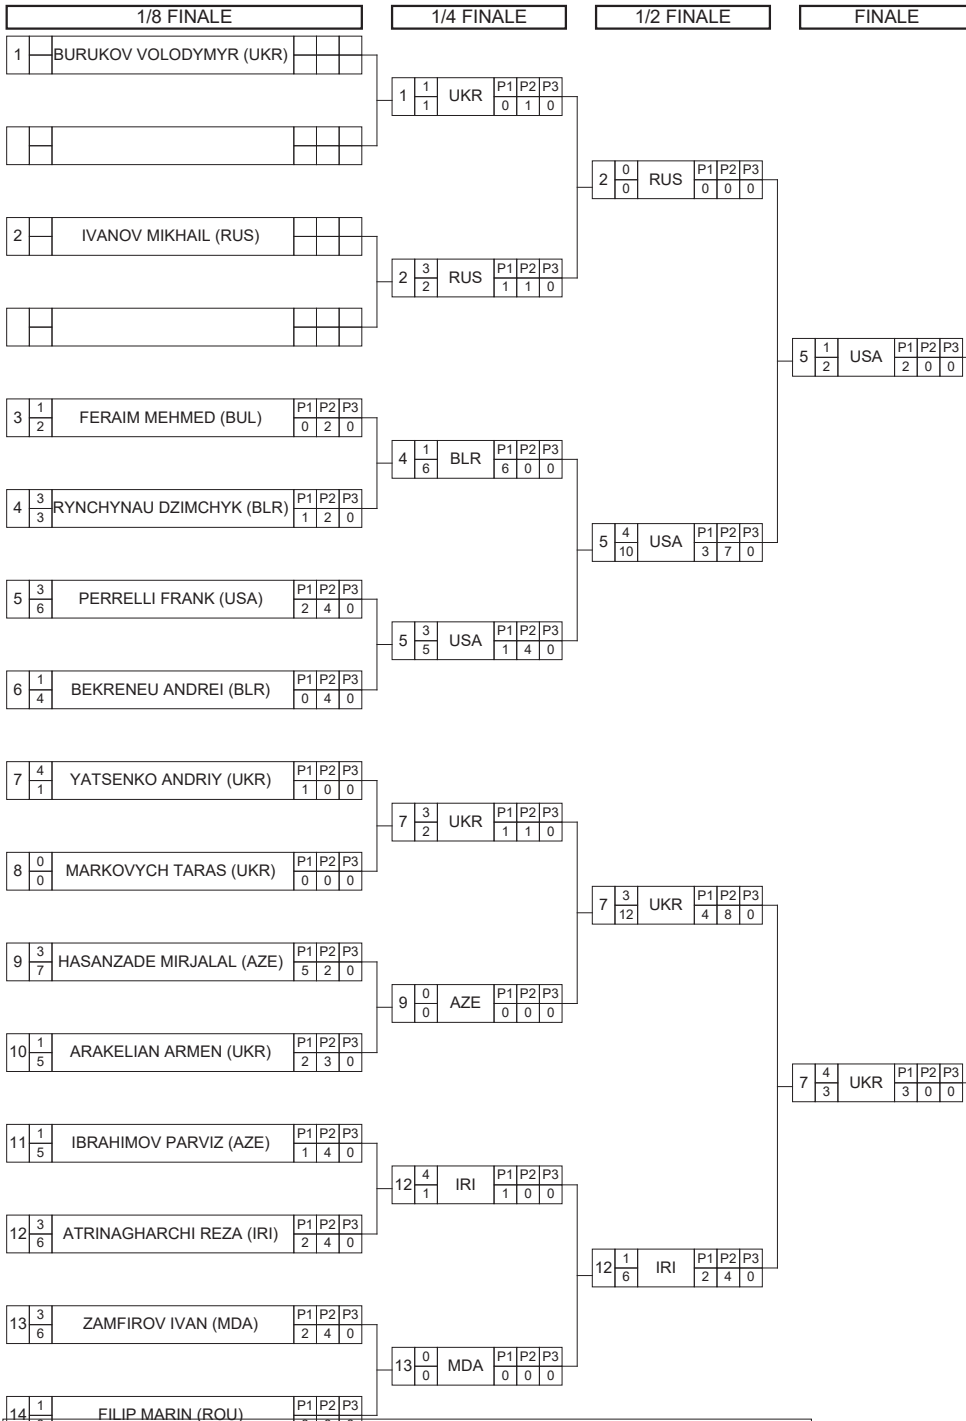 1/8 FINALE
1/4 FINALE
1/2 FINALE
FINALE
1 BURUKOV VOLODYMYR (UKR)
1 1 UKR P1 P2 P3
1 0 1 0
2 0 RUS P1 P2 P3
0 0 0 0
2 IVANOV MIKHAIL (RUS)
2 3 RUS P1 P2 P3
2 1 1 0
5 1 USA P1 P2 P3
2 2 0 0
3 1 FERAIM MEHMED (BUL) P1 P2 P3
2 0 2 0
4 1 BLR P1 P2 P3
6 6 0 0
4 3 RYNCHYNAU DZIMCHYK (BLR) P1 P2 P3
3 1 2 0
5 4 USA P1 P2 P3
10 3 7 0
5 3 PERRELLI FRANK (USA) P1 P2 P3
6 2 4 0
5 3 USA P1 P2 P3
5 1 4 0
6 1 BEKRENEU ANDREI (BLR) P1 P2 P3
4 0 4 0
7 4 YATSENKO ANDRIY (UKR) P1 P2 P3
1 1 0 0
7 3 UKR P1 P2 P3
2 1 1 0
8 0 MARKOVYCH TARAS (UKR) P1 P2 P3
0 0 0 0
7 3 UKR P1 P2 P3
12 4 8 0
9 3 HASANZADE MIRJALAL (AZE) P1 P2 P3
7 5 2 0
9 0 AZE P1 P2 P3
0 0 0 0
10 1 ARAKELIAN ARMEN (UKR) P1 P2 P3
5 2 3 0
7 4 UKR P1 P2 P3
3 3 0 0
11 1 IBRAHIMOV PARVIZ (AZE) P1 P2 P3
5 1 4 0
12 4 IRI P1 P2 P3
1 1 0 0
12 3 ATRINAGHARCHI REZA (IRI) P1 P2 P3
6 2 4 0
12 1 IRI P1 P2 P3
6 2 4 0
13 3 ZAMFIROV IVAN (MDA) P1 P2 P3
6 2 4 0
13 0 MDA P1 P2 P3
0 0 0 0
14 1 FILIP MARIN (ROU) P1 P2 P3